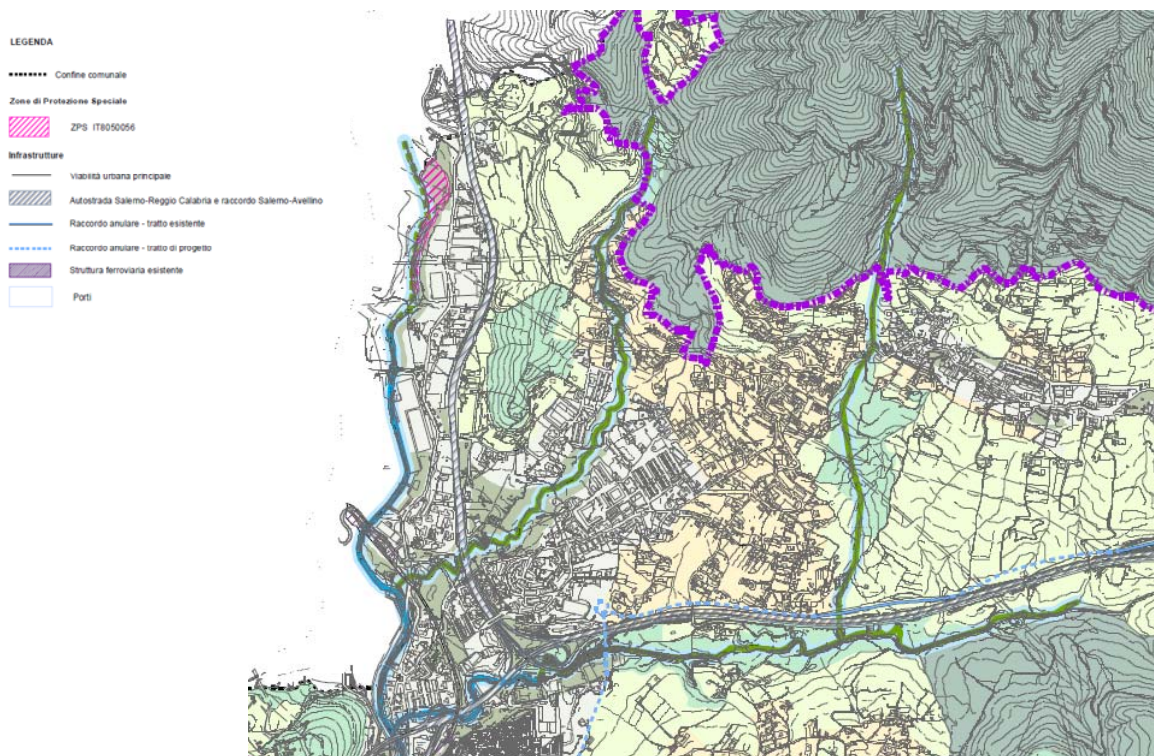 LEGENDA
Confine comunale
Zone di Protezione Speciale
ZPS IT8050056
Infrastrutture
Viabilità urbana principale
Autostrada Salerno-Reggio Calabria e raccordo Salerno-Avellino
Raccordo anulare - tratto esistente
Raccordo anulare - tratto di progetto
Struttura ferroviaria esistente
Porti